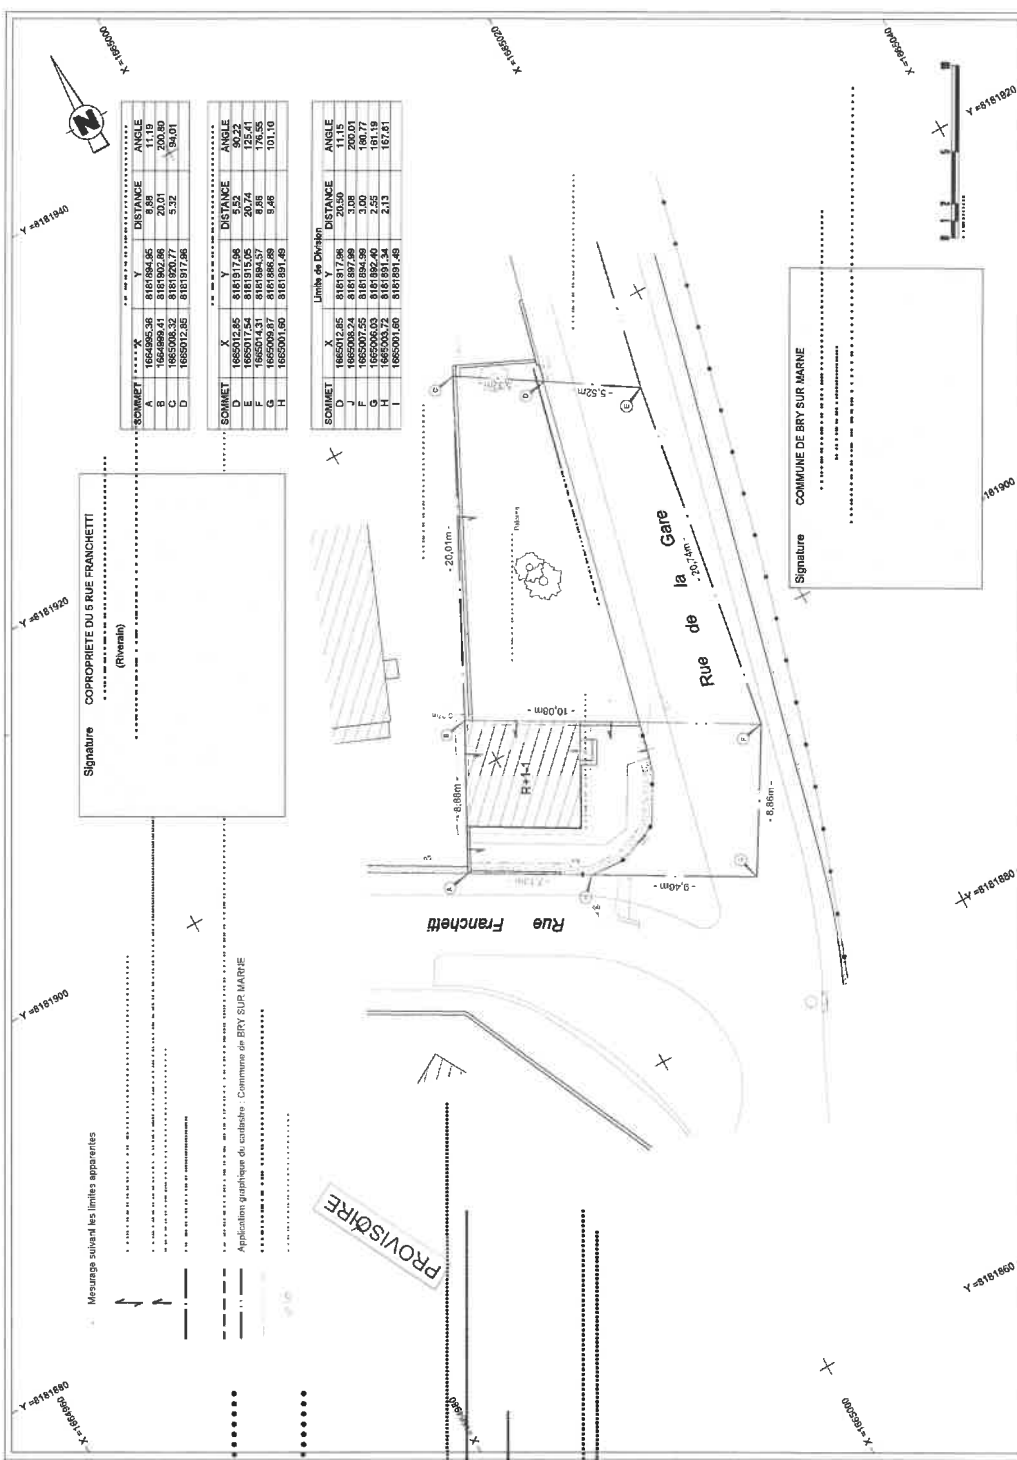 X =1665000
X =1665020
X =1665040
Y =8181820
Y =8181940
N
SOMMET X Y DISTANCE ANGLE
A 1664995,36 8181894,95 8,88 11,19
B 1664999,41 8181902,86 20,01 200,80
C 1665008,32 8181920,77 5,32 94,01
D 1665012,85 8181917,96
SOMMET X Y DISTANCE ANGLE
D 1665012,85 8181917,96 5,52 90,22
E 1665017,54 8181915,05 20,74 125,41
F 1665014,31 8181894,57 8,86 176,55
G 1665009,87 8181886,89 9,46 101,10
H 1665001,60 8181891,49
Limite de Division
SOMMET X Y DISTANCE ANGLE
D 1665012,85 8181917,96 20,50 11,15
J 1665008,24 8181897,99 3,08 200,01
F 1665007,55 8181894,99 3,00 180,77
G 1665006,03 8181892,40 2,55 161,19
H 1665003,72 8181891,34 2,13 167,81
I 1665001,60 8181891,49
Signature COPROPRIETE DU 5 RUE FRANCHETTI
(Riverain)
Signature COMMUNE DE BRY SUR MARNE
Y =8181920
181900
Y =8181900
Y =8181880
Y =8181880
Y =8181860
X =1664960
X =1665000
Mesurage suivant les limites apparentes
Application graphique du cadastre : Commune de BRY SUR MARNE
PROVISOIRE
Rue Franchetti
Rue de la Gare
R+1-1
A
B
C
D
E
F
- 8,88m -
- 20,01m -
- 5,52m -
- 20,74m -
- 10,08m -
- 8,86m -
- 9,46m -